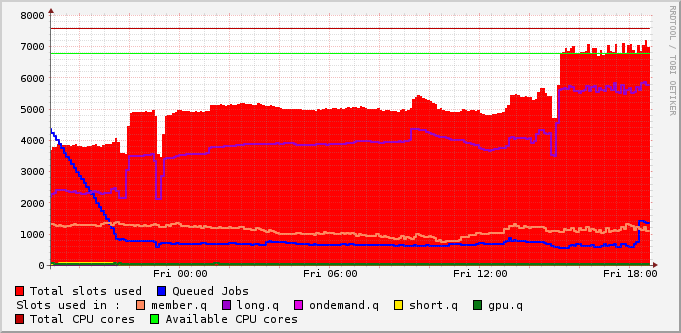 8000
7000
6000
5000
4000
3000
2000
1000
0
Fri 00:00 Fri 06:00 Fri 12:00 Fri 18:00
Total slots used Queued Jobs
Slots used in : member.q long.q ondemand.q short.q gpu.q
Total CPU cores Available CPU cores
RRDTOOL / TOBI OETIKER